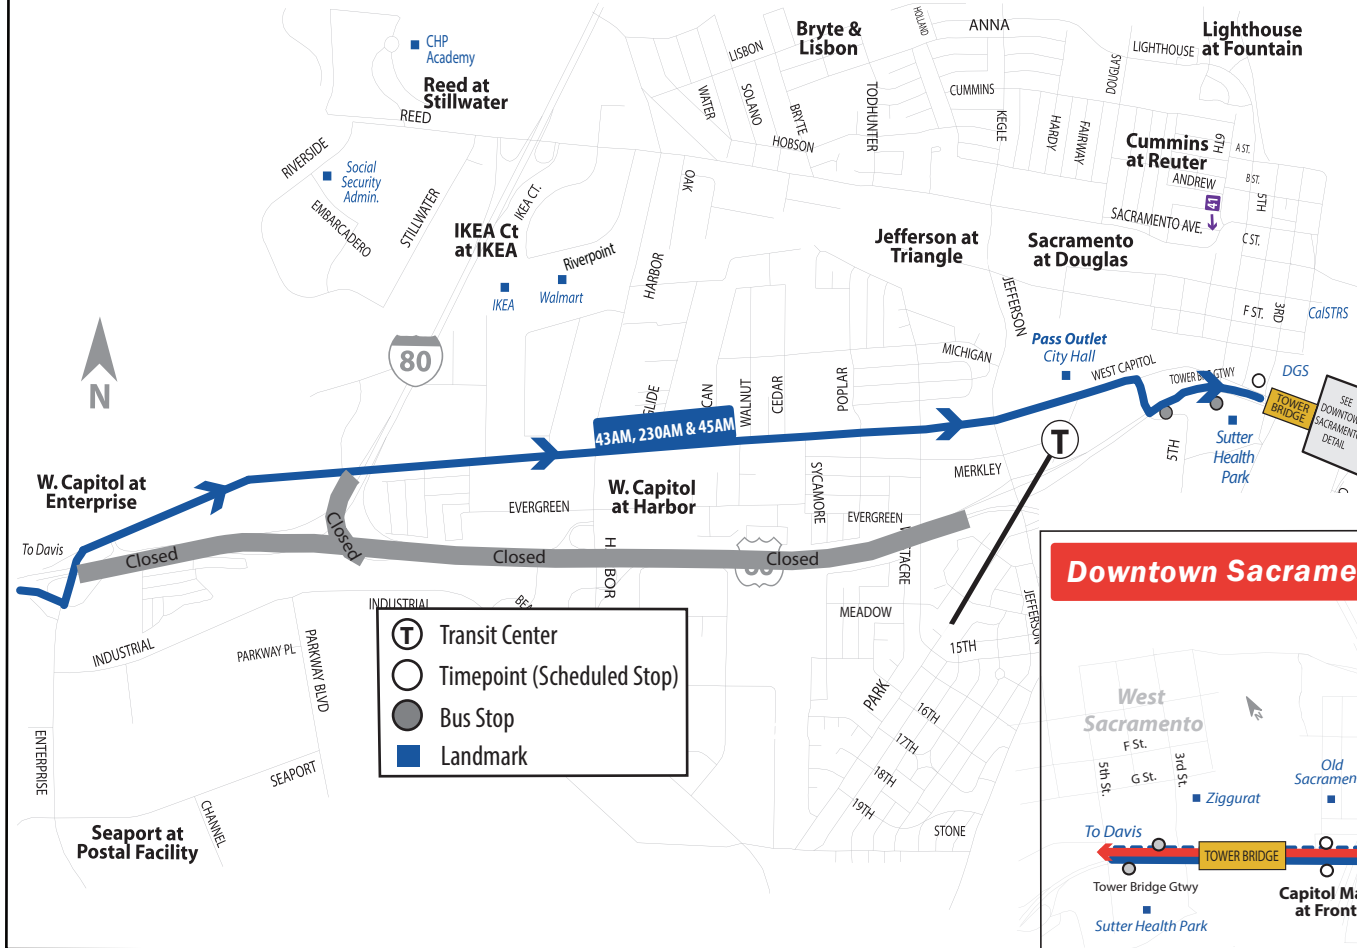 CHP
Academy
Reed at
Stillwater
REED
RIVERSIDE
Social
Security
Admin.
EMBARCADERO
STILLWATER
IKEA CT.
IKEA Ct
at IKEA
Riverpoint
IKEA
Walmart
HARBOR
OAK
LISBON
WATER
SOLANO
BRYTE
HOBSON
Bryte &
Lisbon
TODHUNTER
HOLLAND
ANNA
CUMMINS
KEGLE
HARDY
FAIRWAY
DOUGLAS
LIGHTHOUSE
Lighthouse
at Fountain
Cummins
at Reuter
6TH
A ST.
ANDREW
B ST.
41
5TH
SACRAMENTO AVE.
C ST.
Jefferson at
Triangle
Sacramento
at Douglas
JEFFERSON
F ST.
3RD
CalSTRS
MICHIGAN
Pass Outlet
City Hall
WEST CAPITOL
DGS
TOWER
BRIDGE
SEE
DOWNTOWN
SACRAMENTO
DETAIL
5TH
Sutter
Health
Park
80
N
WALNUT
CEDAR
POPLAR
43AM, 230AM & 45AM
T
MERKLEY
W. Capitol at
Enterprise
W. Capitol
at Harbor
EVERGREEN
SYCAMORE
EVERGREEN
To Davis
Closed
Closed
Closed
Closed
INDUSTRIAL
INDUSTRIAL
PARKWAY PL
PARKWAY BLVD
MEADOW
15TH
JEFFERSON
PARK
16TH
17TH
18TH
19TH
STONE
ENTERPRISE
SEAPORT
CHANNEL
Seaport at
Postal Facility
T Transit Center
Timepoint (Scheduled Stop)
Bus Stop
Landmark
Downtown Sacrame
West
Sacramento
N
F St.
G St.
5th St.
3rd St.
Ziggurat
Old
Sacramen
To Davis
TOWER BRIDGE
Tower Bridge Gtwy
Sutter Health Park
Capitol Ma
at Front